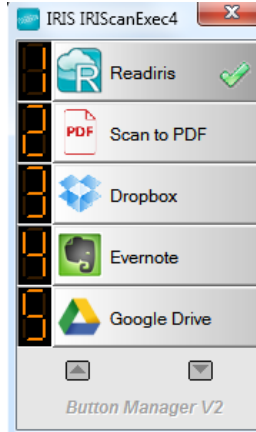 IRIS IRIScanExec4
1 Readiris
2 PDF Scan to PDF
3 Dropbox
4 Evernote
5 Google Drive
Button Manager V2